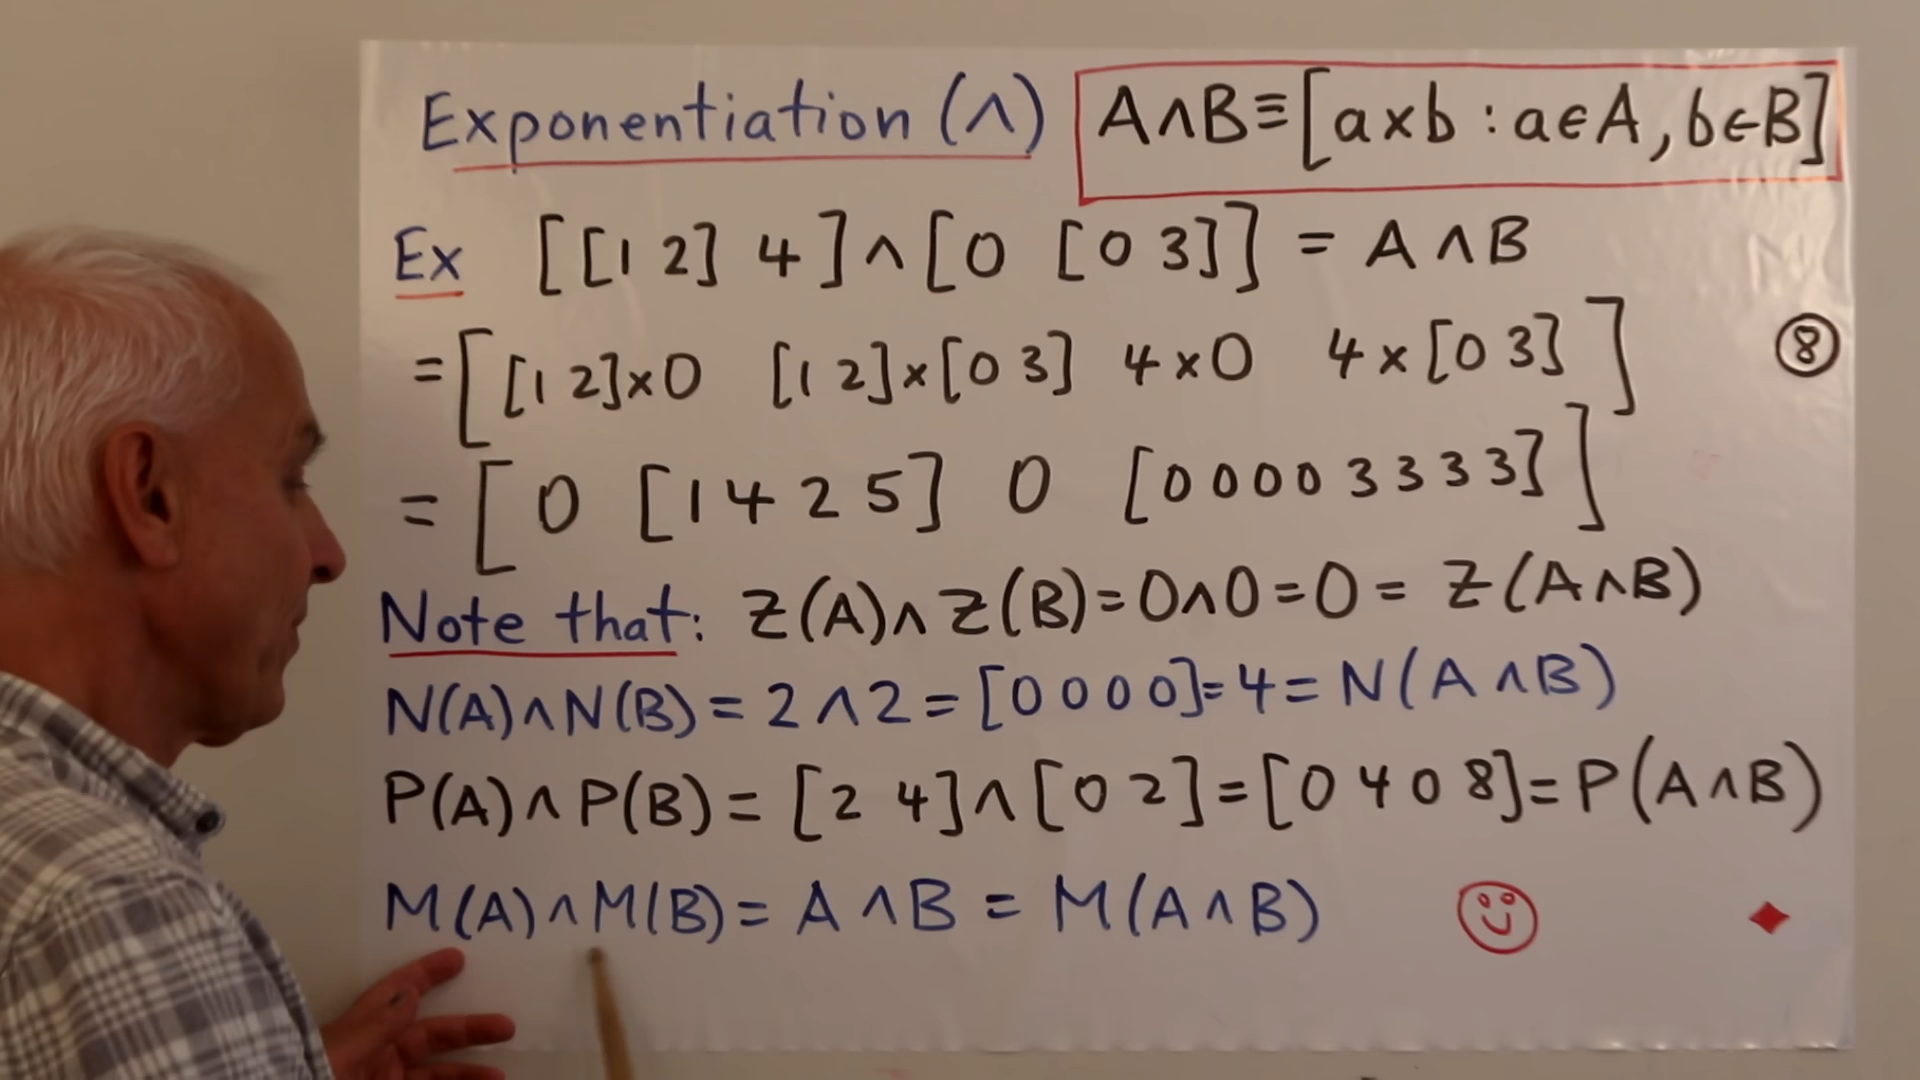 Exponentiation (∧) A∧B≡[a×b : a∈A, b∈B]
Ex [[1 2] 4]∧[0 [0 3]] = A∧B
=[[1 2]×0 [1 2]×[0 3] 4×0 4×[0 3]]
⑧
=[0 [1 4 2 5] 0 [0 0 0 0 3 3 3 3]]
Note that: Z(A)∧Z(B)=0∧0=0= Z(A∧B)
N(A)∧N(B)=2∧2=[0 0 0 0]=4=N(A∧B)
P(A)∧P(B)=[2 4]∧[0 2]=[0 4 0 8]=P(A∧B)
M(A)∧M(B)=A∧B=M(A∧B)